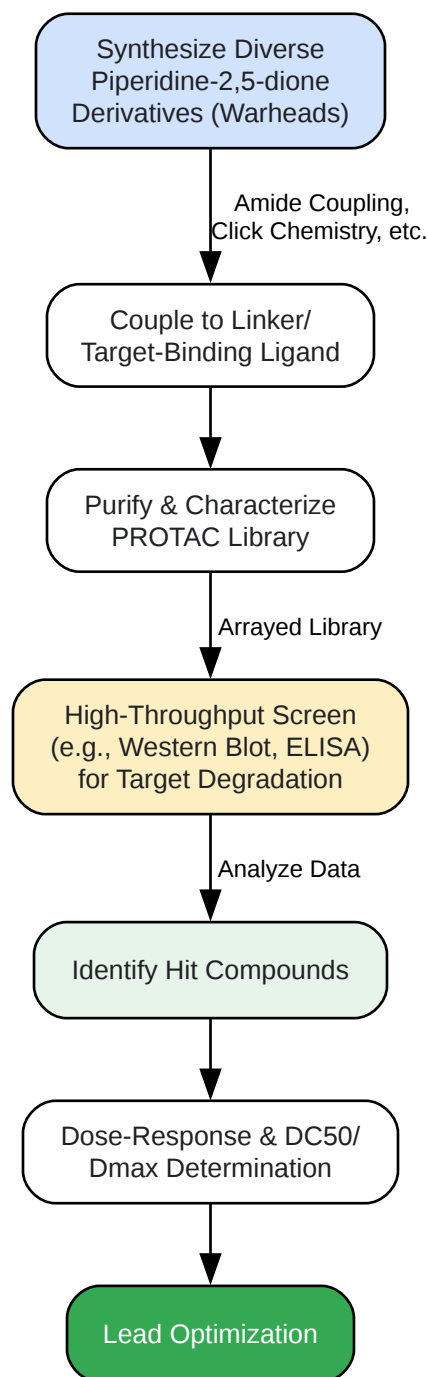 Synthesize Diverse
Piperidine-2,5-dione
Derivatives (Warheads)
Amide Coupling,
Click Chemistry, etc.
Couple to Linker/
Target-Binding Ligand
Purify & Characterize
PROTAC Library
Arrayed Library
High-Throughput Screen
(e.g., Western Blot, ELISA)
for Target Degradation
Analyze Data
Identify Hit Compounds
Dose-Response & DC50/
Dmax Determination
Lead Optimization